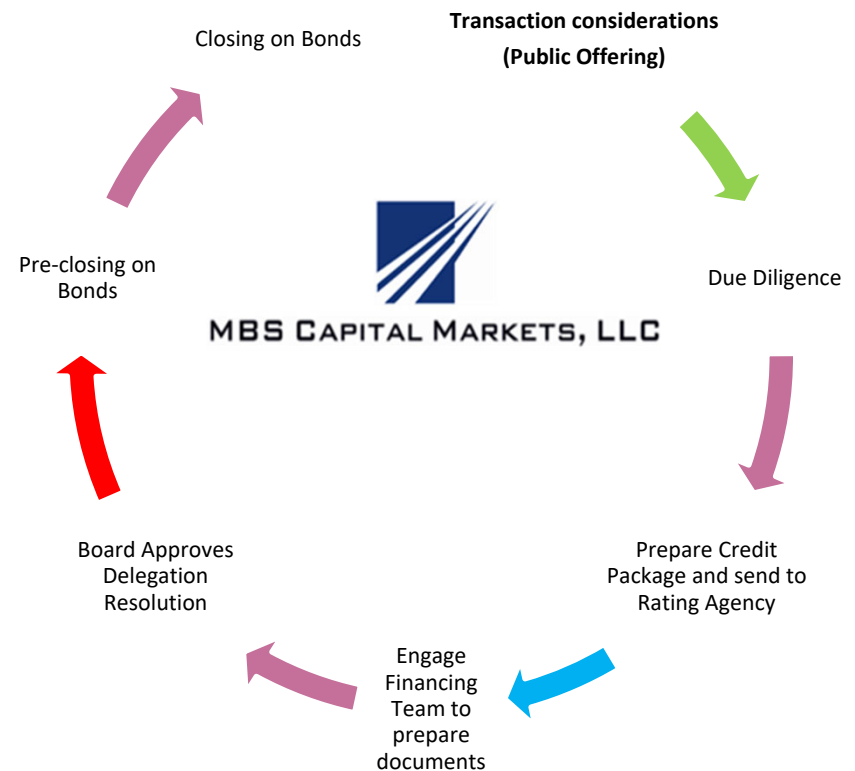 Transaction considerations
(Public Offering)
Due Diligence
Prepare Credit
Package and send to
Rating Agency
Engage
Financing
Team to
prepare
documents
Board Approves
Delegation
Resolution
Pre-closing on
Bonds
Closing on Bonds
MBS CAPITAL MARKETS, LLC